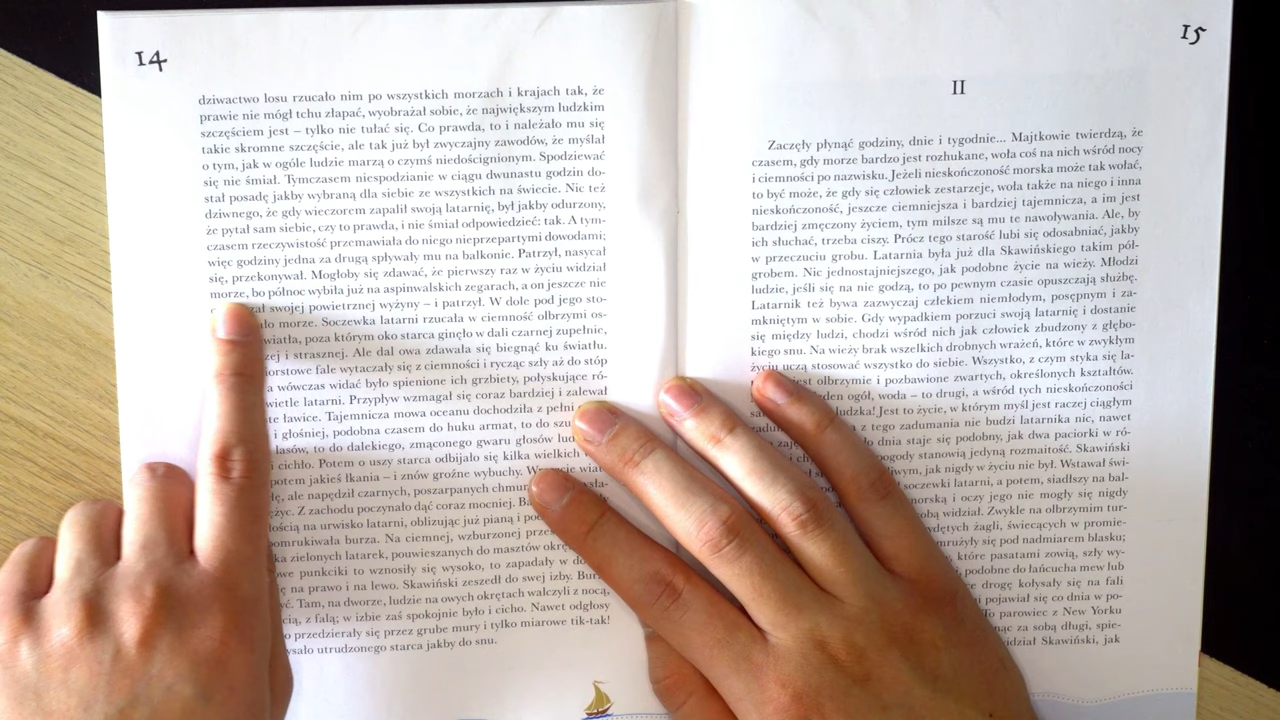 14
dziwactwo losu rzucało nim po wszystkich morzach i krajach tak, że
prawie nie mógł tchu złapać, wyobrażał sobie, że największym ludzkim
szczęściem jest – tylko nie tułać się. Co prawda, to i należało mu się
takie skromne szczęście, ale tak już był zwyczajny zawodów, że myślał
o tym, jak w ogóle ludzie marzą o czymś niedoścignionym. Spodziewać
się nie śmiał. Tymczasem niespodzianie w ciągu dwunastu godzin do-
stał posadę jakby wybraną dla siebie ze wszystkich na świecie. Nic też
dziwnego, że gdy wieczorem zapalił swoją latarnię, był jakby odurzony,
że pytał sam siebie, czy to prawda, i nie śmiał odpowiedzieć: tak. A tym-
czasem rzeczywistość przemawiała do niego nieprzepartymi dowodami;
więc godziny jedna za drugą spływały mu na balkonie. Patrzył, nasycał
się, przekonywał. Mogłoby się zdawać, że pierwszy raz w życiu widział
morze, bo północ wybiła już na aspinwalskich zegarach, a on jeszcze nie
swojej powietrznej wyżyny – i patrzył. W dole pod jego sto-
morze. Soczewka latarni rzucała w ciemność olbrzymi os-
światła, poza którym oko starca ginęło w dali czarnej zupełnie,
i strasznej. Ale dal owa zdawała się biegnąć ku światłu.
fale wytaczały się z ciemności i rycząc szły aż do stóp
a wówczas widać było spienione ich grzbiety, połyskujące ró-
świetle latarni. Przypływ wzmagał się coraz bardziej i zalewał
ławice. Tajemnicza mowa oceanu dochodziła z pełni
i głośniej, podobna czasem do huku armat, to do
lasów, to do dalekiego, zmąconego gwaru głosów
i cichło. Potem o uszy starca odbijało się kilka wielkich
potem jakieś łkania – i znów groźne wybuchy. wiatr
ale napędził czarnych, poszarpanych chmur
Z zachodu poczynało dąć coraz mocniej.
na urwisko latarni, oblizując już pianą i
pomrukiwała burza. Na ciemnej, wzburzonej
zielonych latarek, pouwieszanych do masztów
punkciki to wznosiły się wysoko, to zapadały w
na prawo i na lewo. Skawiński zeszedł do swej izby.
Tam, na dworze, ludzie na owych okrętach walczyli z nocą,
z falą; w izbie zaś spokojnie było i cicho. Nawet odgłosy
przedzierały się przez grube mury i tylko miarowe tik-tak!
utrudzonego starca jakby do snu.
15
II
Zaczęły płynąć godziny, dnie i tygodnie... Majtkowie twierdzą, że
czasem, gdy morze bardzo jest rozhukane, woła coś na nich wśród nocy
i ciemności po nazwisku. Jeżeli nieskończoność morska może tak wołać,
to być może, że gdy się człowiek zestarzeje, woła także na niego i inna
nieskończoność, jeszcze ciemniejsza i bardziej tajemnicza, a im jest
bardziej zmęczony życiem, tym milsze są mu te nawoływania. Ale, by
ich słuchać, trzeba ciszy. Prócz tego starość lubi się odosabniać, jakby
w przeczuciu grobu. Latarnia była już dla Skawińskiego takim pół-
grobem. Nic jednostajniejszego, jak podobne życie na wieży. Młodzi
ludzie, jeśli się na nie godzą, to po pewnym czasie opuszczają służbę.
Latarnik też bywa zazwyczaj człekiem niemłodym, posępnym i za-
mkniętym w sobie. Gdy wypadkiem porzuci swoją latarnię i dostanie
się między ludzi, chodzi wśród nich jak człowiek zbudzony z głębo-
kiego snu. Na wieży brak wszelkich drobnych wrażeń, które w zwykłym
życiu uczą stosować wszystko do siebie. Wszystko, z czym styka się la-
jest olbrzymie i pozbawione zwartych, określonych kształtów.
jeden ogół, woda – to drugi, a wśród tych nieskończoności
ludzka! Jest to życie, w którym myśl jest raczej ciągłym
a z tego zadumania nie budzi latarnika nic, nawet
do dnia staje się podobny, jak dwa paciorki w ró-
pogody stanowią jedyną rozmaitość. Skawiński
jak nigdy w życiu nie był. Wstawał świ-
soczewki latarni, a potem, siadłszy na bal-
morską i oczy jego nie mogły się nigdy
sobą widział. Zwykle na olbrzymim tur-
wydętych żagli, świecących w promie-
mrużyły się pod nadmiarem blasku;
które pasatami zowią, szły wy-
podobne do łańcucha mew lub
drogę kołysały się na fali
pojawiał się co dnia w po-
To parowiec z New Yorku
za sobą długi, spie-
widział Skawiński, jak